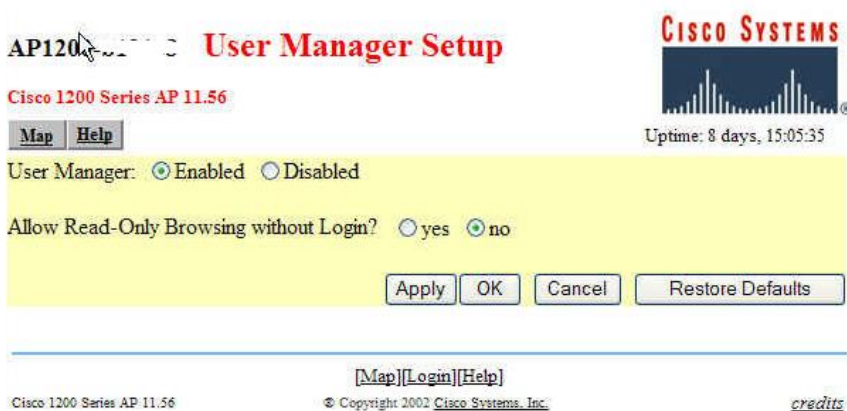 AP120 User Manager Setup
CISCO SYSTEMS
®
Cisco 1200 Series AP 11.56
Map Help
Uptime: 8 days, 15:05:35
User Manager: Enabled Disabled
Allow Read-Only Browsing without Login? yes no
Apply OK Cancel Restore Defaults
[Map][Login][Help]
Cisco 1200 Series AP 11.56 © Copyright 2002 Cisco Systems, Inc. credits